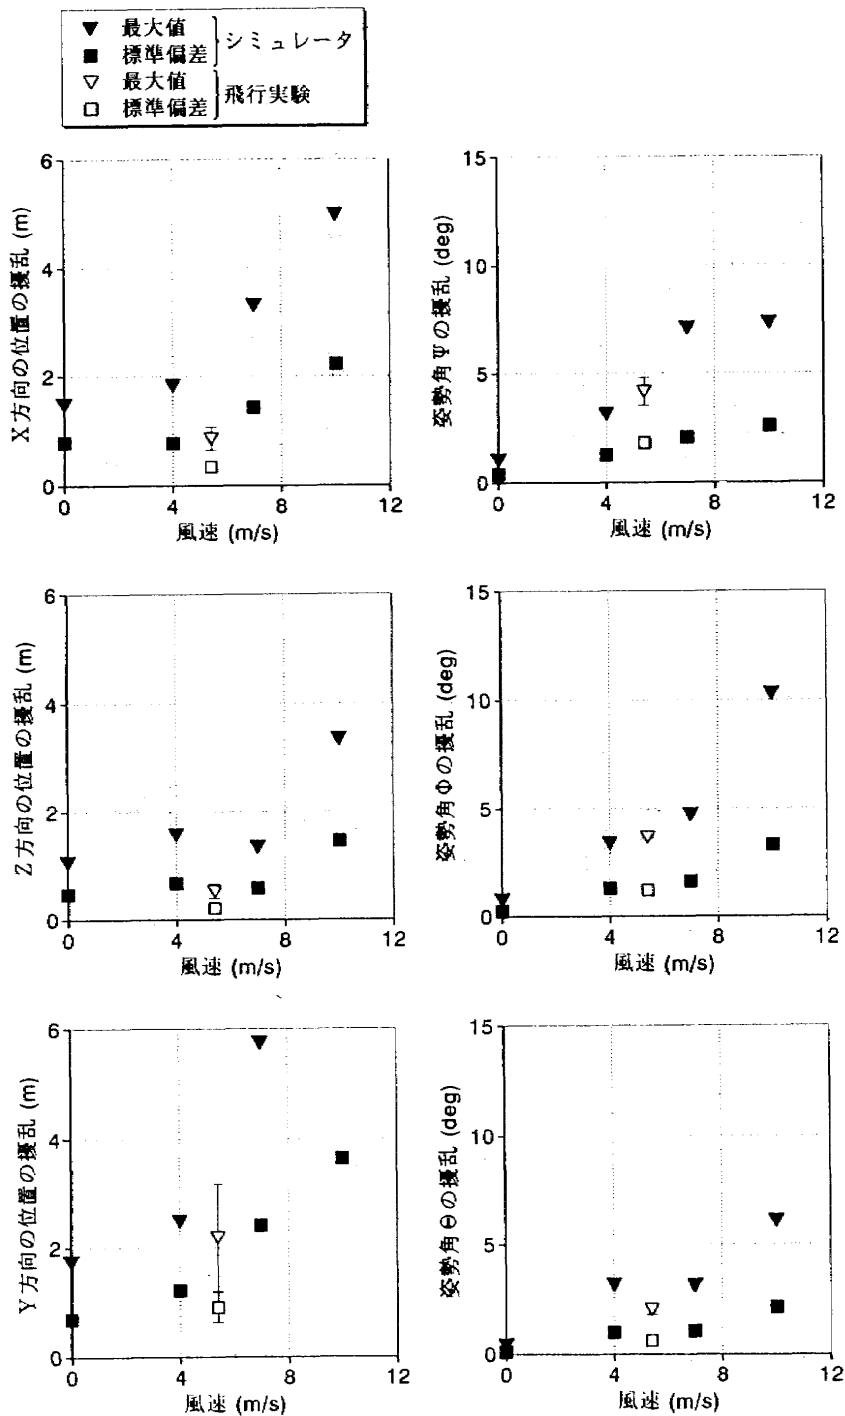 ▼ 最大値
■ 標準偏差
シミュレータ
▽ 最大値
□ 標準偏差
飛行実験
X方向の位置の擾乱 (m)
6
4
2
0
0 4 8 12
風速 (m/s)
姿勢角Ψの擾乱 (deg)
15
10
5
0
0 4 8 12
風速 (m/s)
Z方向の位置の擾乱 (m)
6
4
2
0
0 4 8 12
風速 (m/s)
姿勢角Φの擾乱 (deg)
15
10
5
0
0 4 8 12
風速 (m/s)
Y方向の位置の擾乱 (m)
6
4
2
0
0 4 8 12
風速 (m/s)
姿勢角Θの擾乱 (deg)
15
10
5
0
0 4 8 12
風速 (m/s)